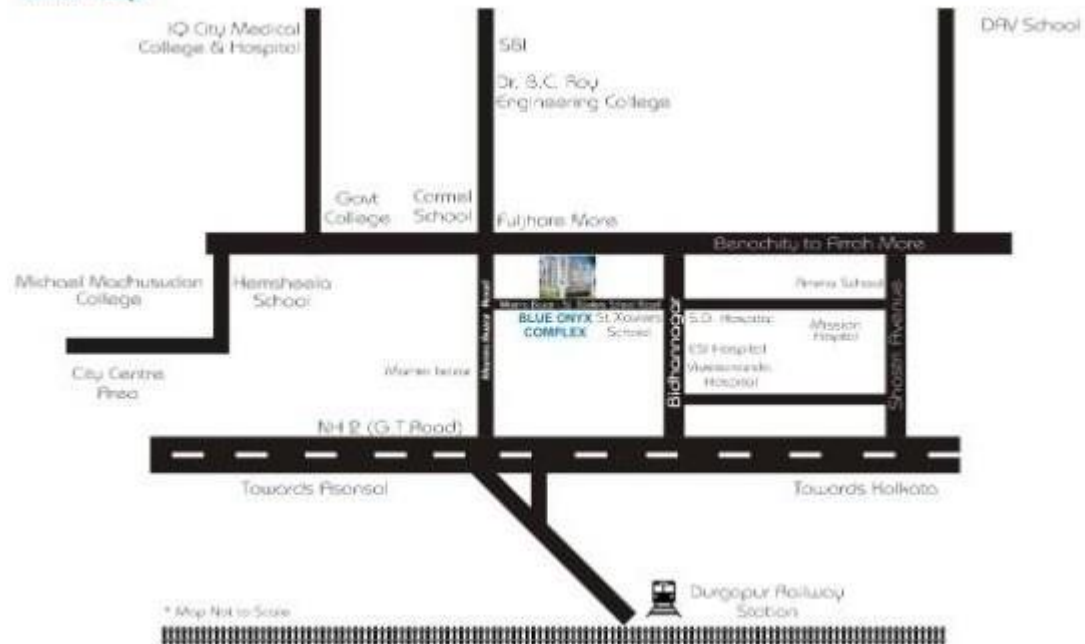 IQ City Medical
College & Hospital
SBI
DAV School
Dr. B.C. Roy
Engineering College
Govt
College
Carmel
School
Fuljhore More
Benachity to Arrah More
Michael Madhusudan
College
Hemsheela
School
BLUE ONYX
COMPLEX
St. Xaviers
School
Bidhannagar
S.D. Hospital
Mission
Hospital
ESI Hospital
Vivekananda
Hospital
Shastri Avenue
City Centre
Area
NH 2 (G.T.Road)
Towards Asansol
Towards Kolkata
Durgapur Railway
Station
* Map Not to Scale